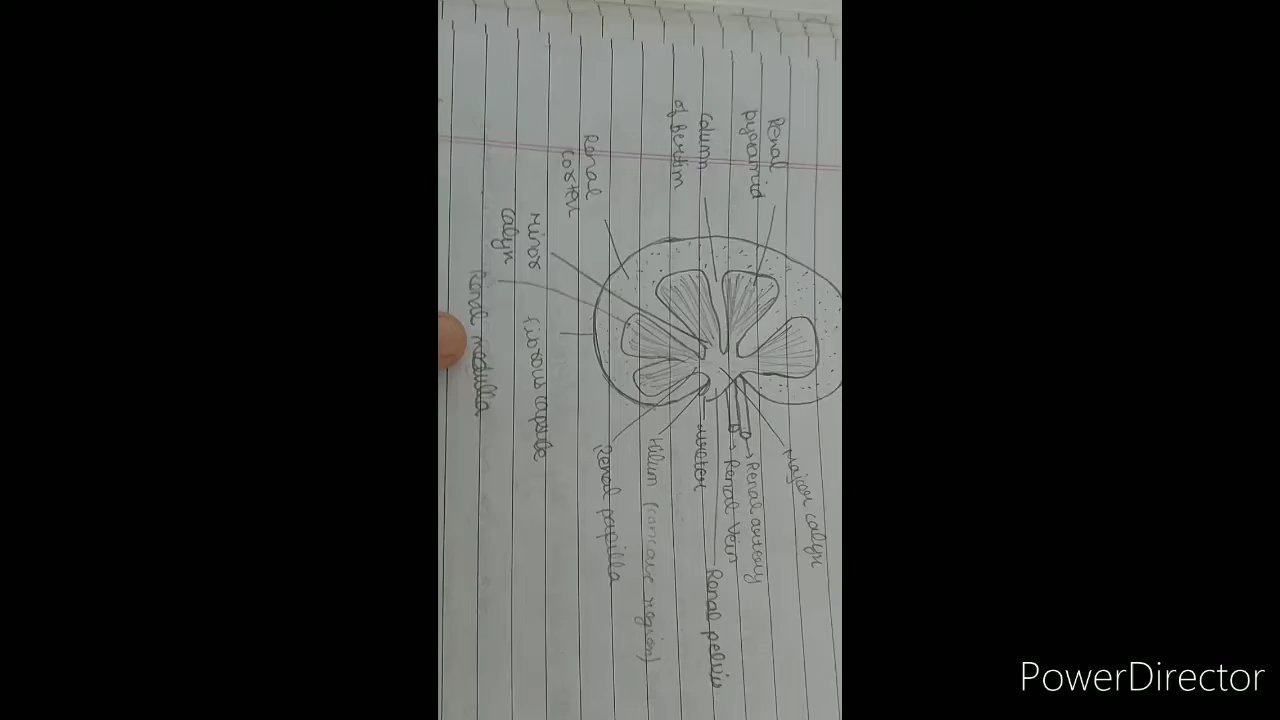 Renal
pyramid
Column
of Bertim
Renal
cortex
Minor
calyx
Renal medulla
fibrous capsule
Major calyx
Renal artery
Renal vein
Renal pelvis
ureter
Hilum (concave region)
Renal papilla
PowerDirector